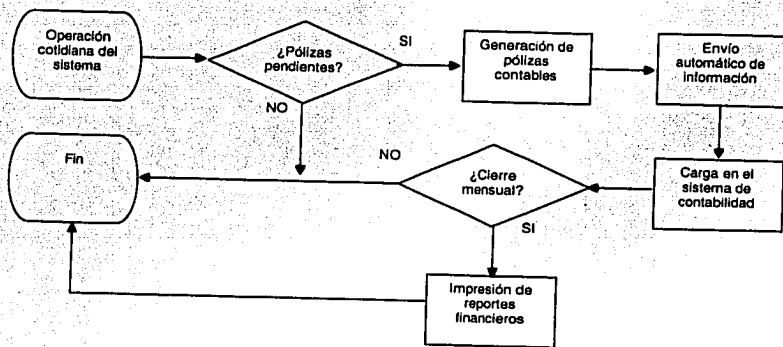 Operación
cotidiana del
sistema
¿Pólizas
pendientes?
SI
NO
Generación de
pólizas
contables
Envío
automático de
información
Carga en el
sistema de
contabilidad
¿Cierre
mensual?
NO
SI
Fin
Impresión de
reportes
financieros